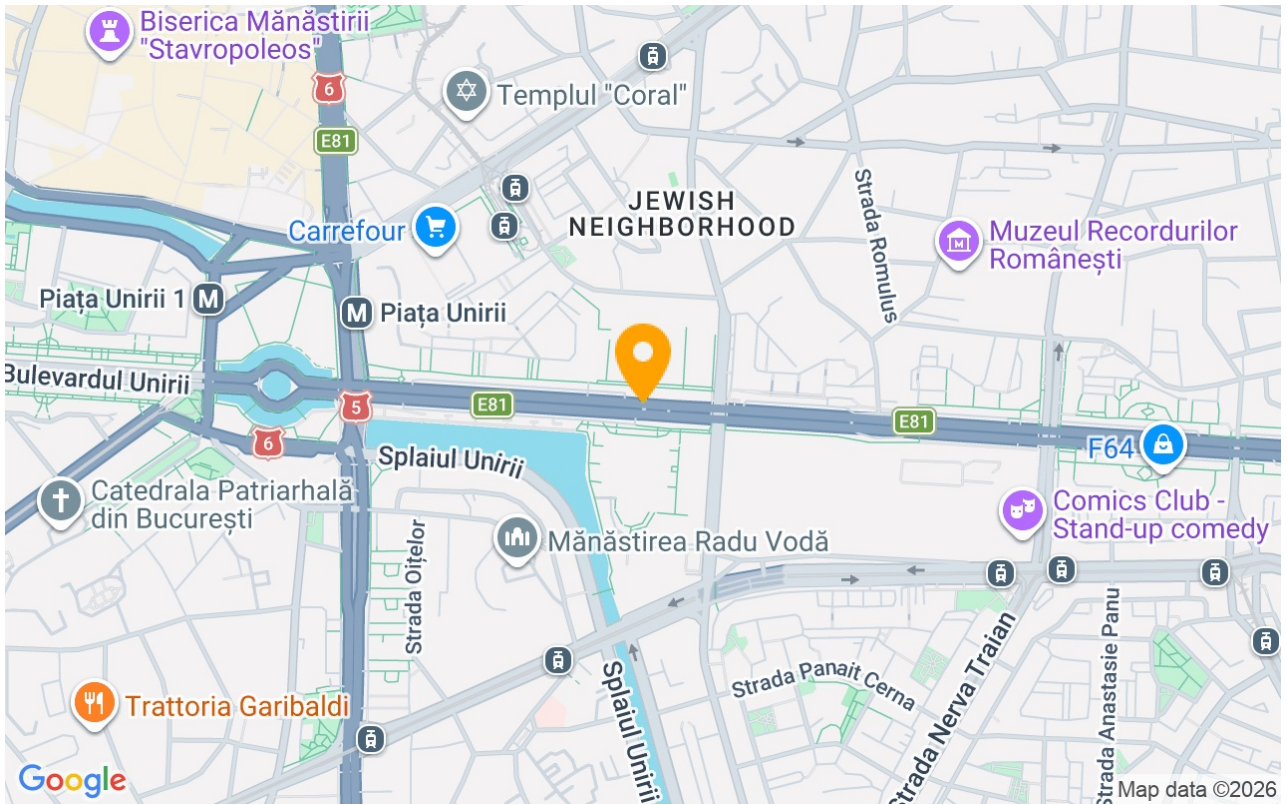 Biserica Mănăstirii
"Stavropoleos"
6
E81
Templul "Coral"
JEWISH
NEIGHBORHOOD
Carrefour
Strada Romulus
Muzeul Recordurilor
Românești
Piața Unirii 1
M
M
Piața Unirii
Bulevardul Unirii
5
E81
E81
6
F64
Splaiul Unirii
Catedrala Patriarhală
din București
Comics Club -
Stand-up comedy
Mănăstirea Radu Vodă
Strada Oițelor
Splaiul Unirii
Strada Panait Cerna
Strada Nerva Traian
Strada Anastasie Panu
Trattoria Garibaldi
Google
Map data ©2026